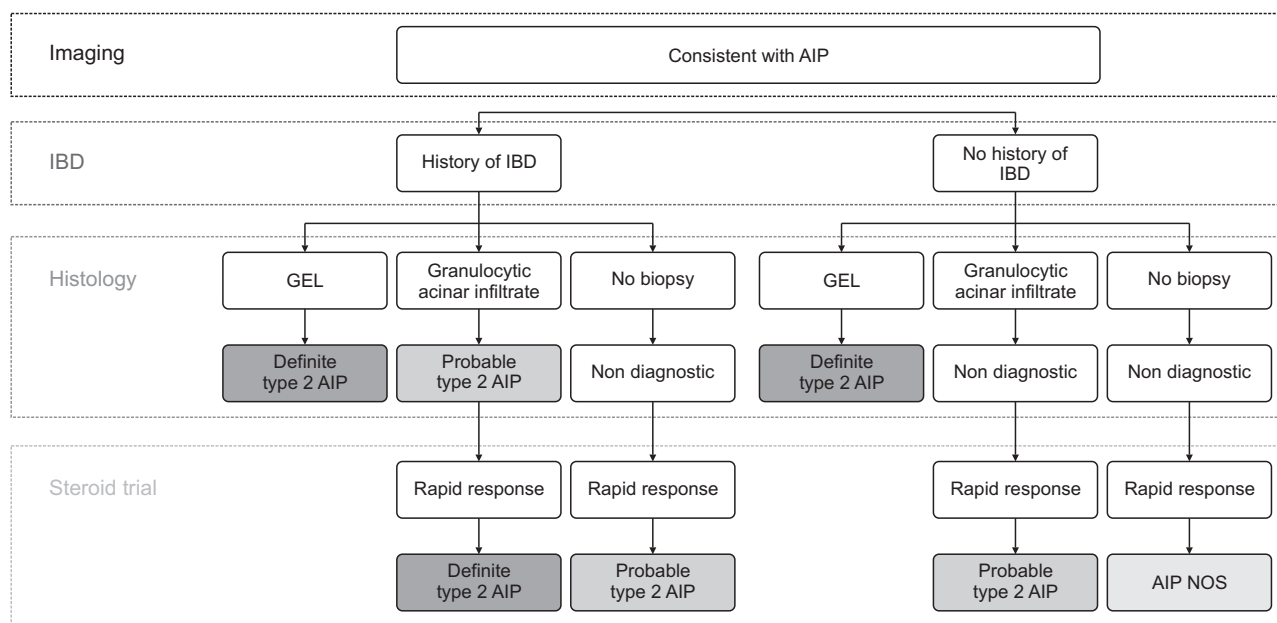 Imaging
Consistent with AIP
IBD
History of IBD
No history of
IBD
Histology
GEL
Granulocytic
acinar infiltrate
No biopsy
GEL
Granulocytic
acinar infiltrate
No biopsy
Definite
type 2 AIP
Probable
type 2 AIP
Non diagnostic
Definite
type 2 AIP
Non diagnostic
Non diagnostic
Steroid trial
Rapid response
Rapid response
Rapid response
Rapid response
Definite
type 2 AIP
Probable
type 2 AIP
Probable
type 2 AIP
AIP NOS